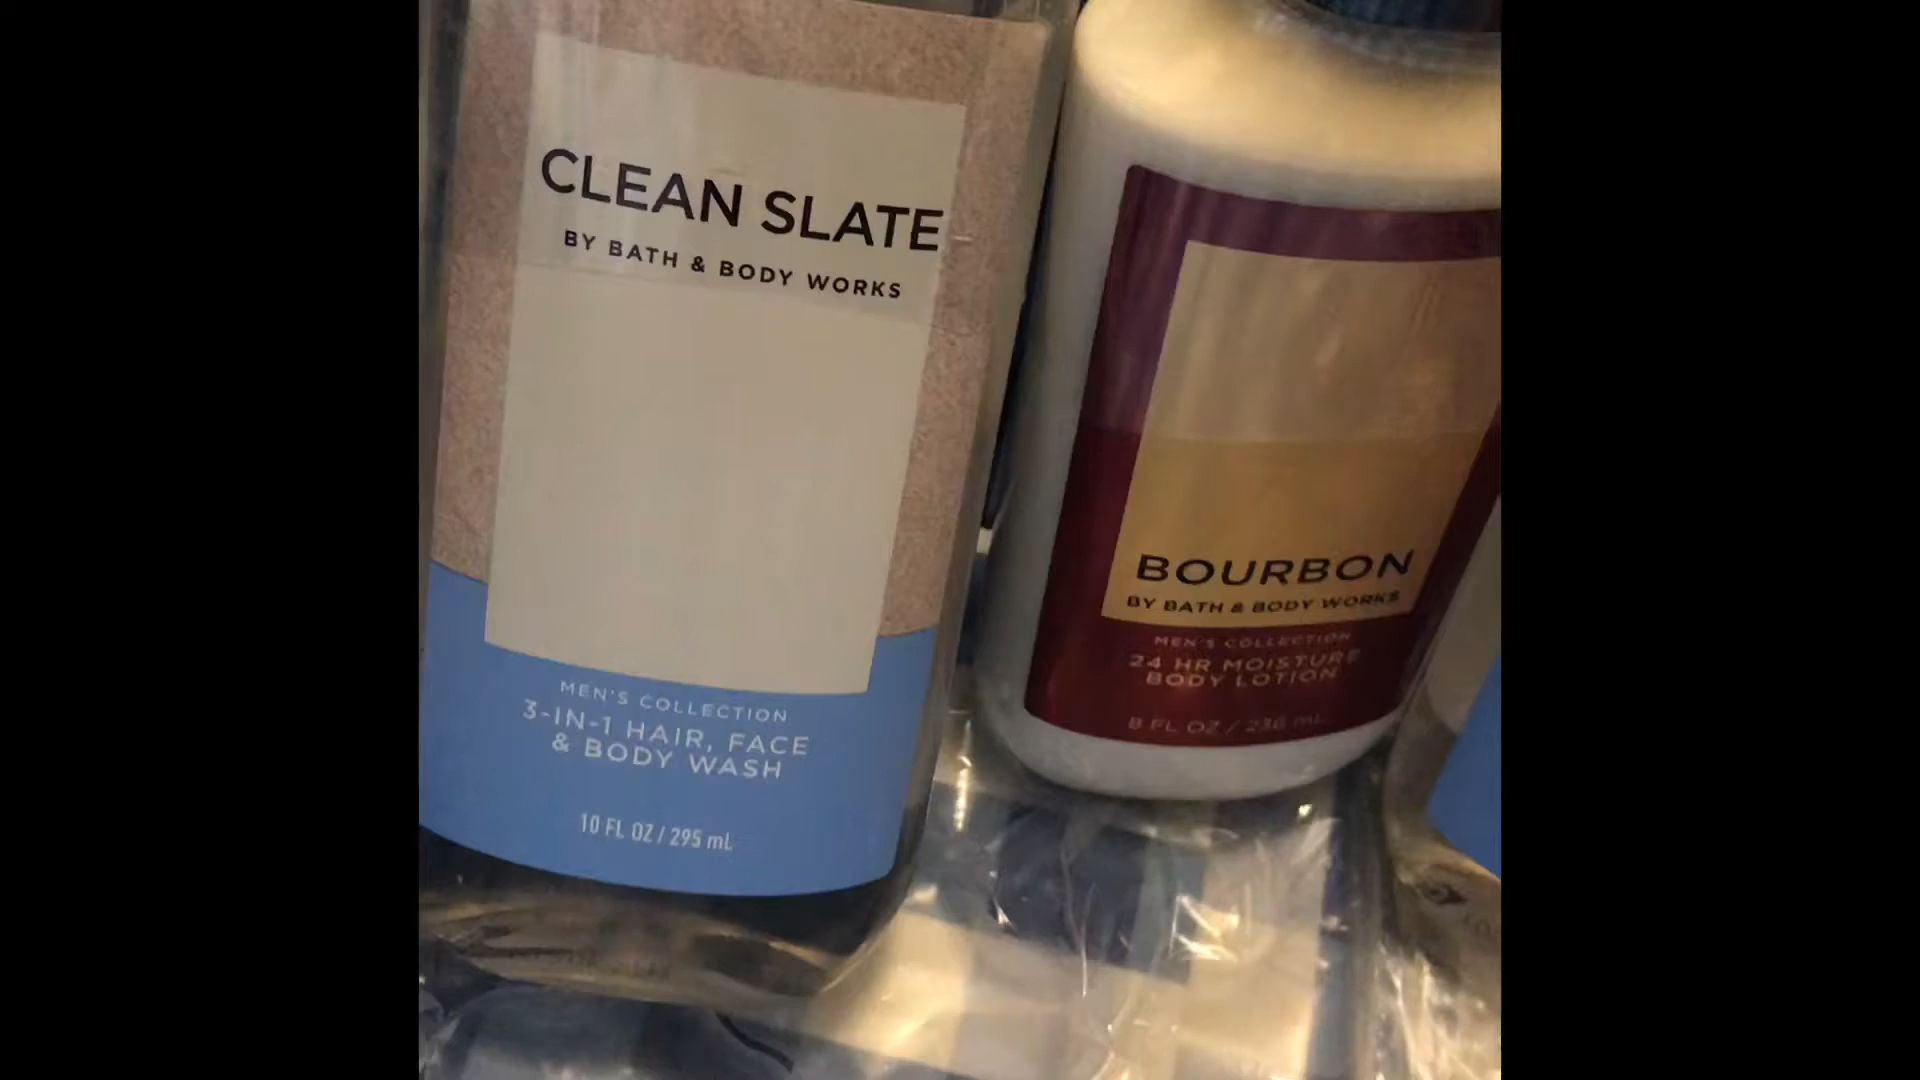 CLEAN SLATE
BY BATH & BODY WORKS
MEN'S COLLECTION
3-IN-1 HAIR, FACE
& BODY WASH
10 FL OZ / 295 mL
BOURBON
BY BATH & BODY WORKS
MEN'S COLLECTION
24 HR MOISTURE
BODY LOTION
8 FL OZ / 236 mL